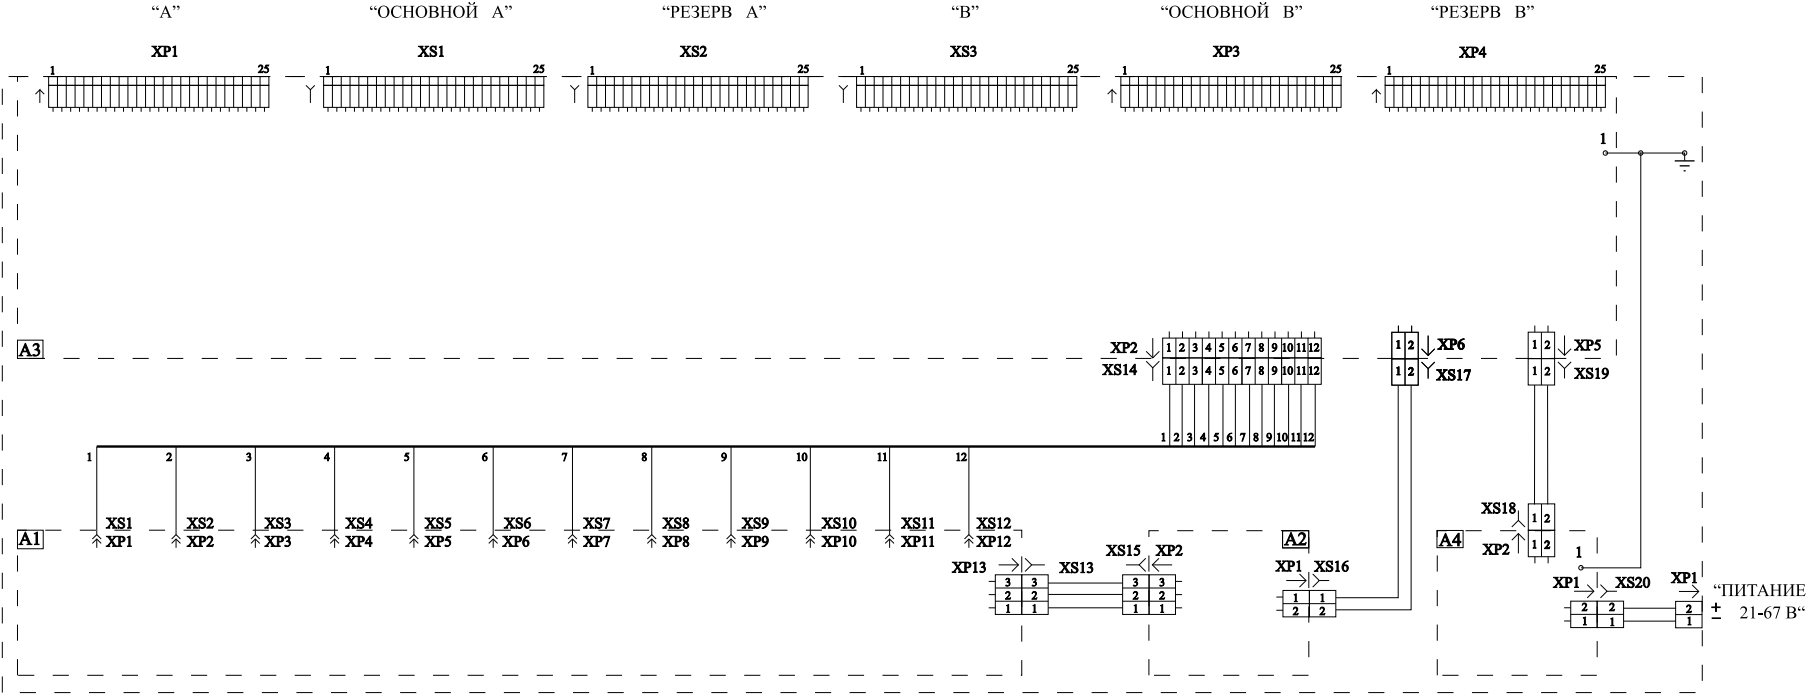 “А” “ОСНОВНОЙ А” “РЕЗЕРВ А” “В” “ОСНОВНОЙ В” “РЕЗЕРВ В”
XP1 XS1 XS2 XS3 XP3 XP4
1 25 1 25 1 25 1 25 1 25 1 25
1
А3
XP2 1 2 3 4 5 6 7 8 9 10 11 12 1 2 XP6 1 2 XP5
XS14 1 2 3 4 5 6 7 8 9 10 11 12 1 2 XS17 1 2 XS19
1 2 3 4 5 6 7 8 9 10 11 12
1 2 3 4 5 6 7 8 9 10 11 12
XS1 XS2 XS3 XS4 XS5 XS6 XS7 XS8 XS9 XS10 XS11 XS12
А1 XP1 XP2 XP3 XP4 XP5 XP6 XP7 XP8 XP9 XP10 XP11 XP12
XS18 1 2
А2 А4 XP2 1 2
XP13 XS13 XS15 XP2
3 3 3 3
2 2 2 2
1 1 1 1
XP1 XS16
1 1
2 2
1
XP1 XS20 XP1
2 2 2 + “ПИТАНИЕ
1 1 1 – 21-67 В“